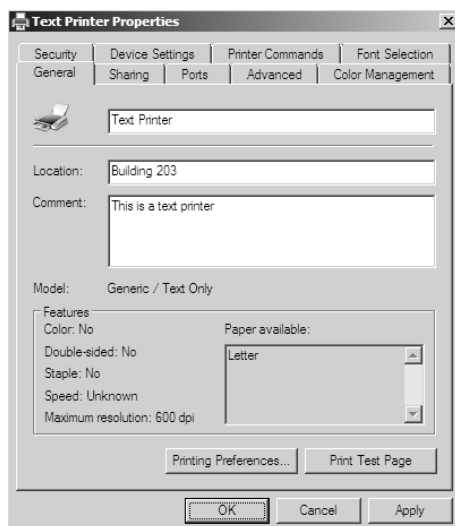 Text Printer Properties
Security Device Settings Printer Commands Font Selection
General Sharing Ports Advanced Color Management
Text Printer
Location: Building 203
Comment: This is a text printer
Model: Generic / Text Only
Features
Color: No Paper available:
Double-sided: No Letter
Staple: No
Speed: Unknown
Maximum resolution: 600 dpi
Printing Preferences... Print Test Page
OK Cancel Apply